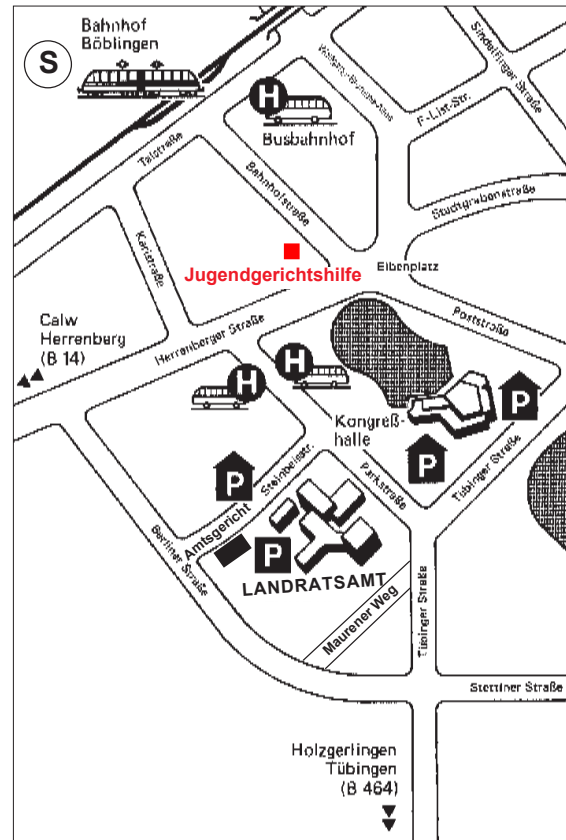 Bahnhof
Böblingen
S
H
Busbahnhof
Sindelfinger Straße
F-List-Str.
Talstraße
Bahnhofstraße
Stadtgrabenstraße
Karlstraße
Jugendgerichtshilfe
Elbenplatz
Poststraße
Calw
Herrenberg
(B 14)
Herrenberger Straße
H
H
P
Kongreß-
halle
P
P
Steinbeisstr.
Parkstraße
Tübinger Straße
Amtsgericht
P
LANDRATSAMT
Berliner Straße
Maurener Weg
Tübinger Straße
Stettiner Straße
Holzgerlingen
Tübingen
(B 464)